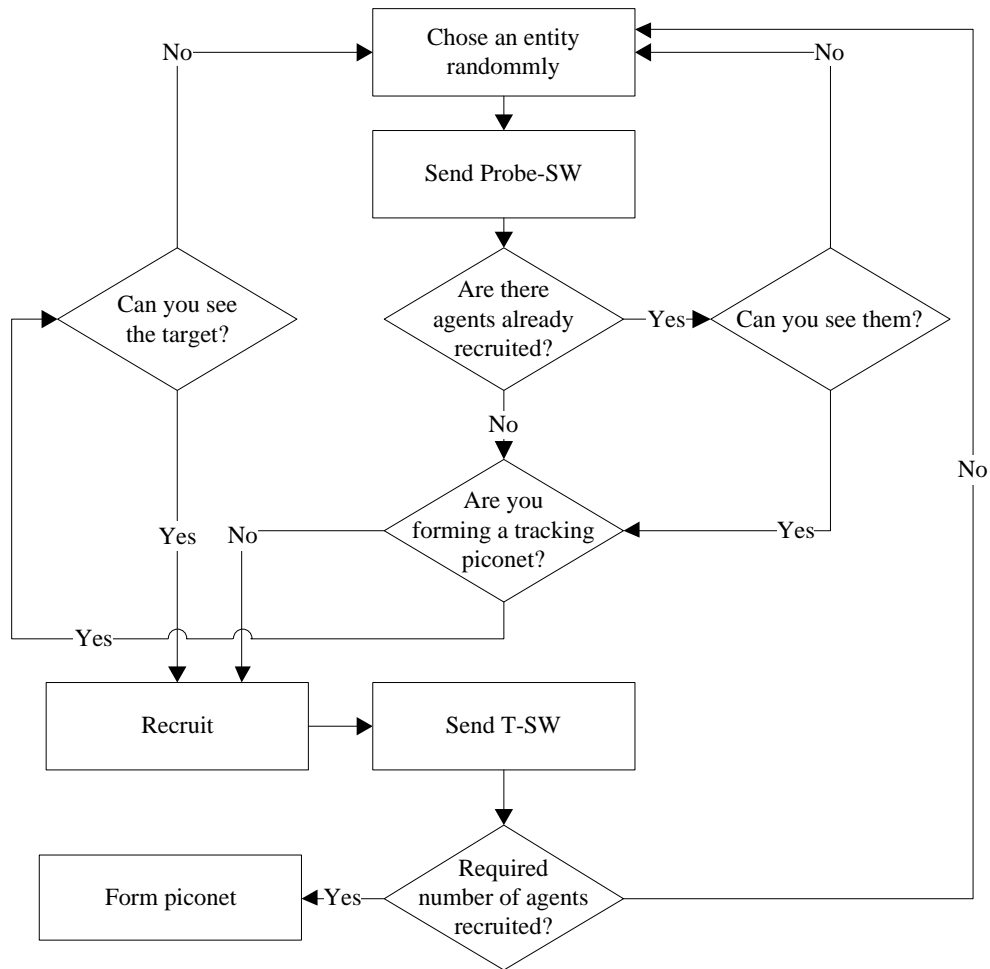 Chose an entity
randommly
No
No
Send Probe-SW
Can you see
the target?
Are there
agents already
recruited?
Yes
Can you see them?
No
No
Are you
forming a tracking
piconet?
Yes
No
Yes
Yes
Recruit
Send T-SW
Form piconet
Yes
Required
number of agents
recruited?